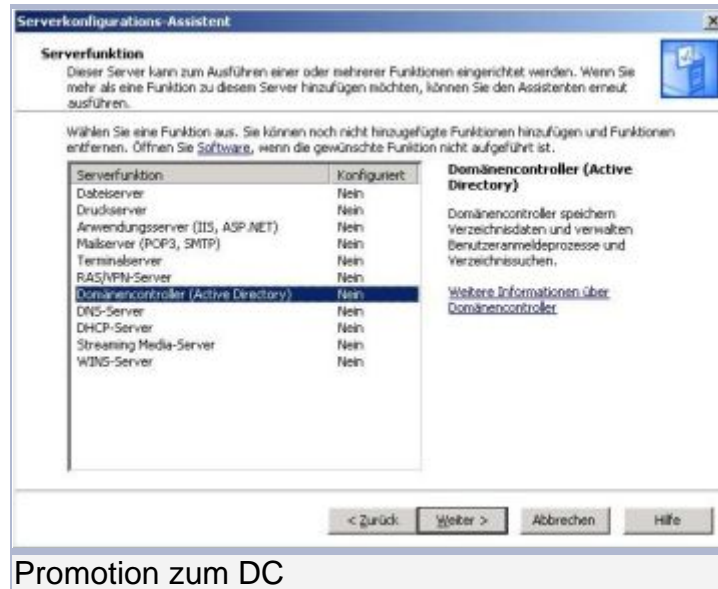 Serverkonfigurations-Assistent
Serverfunktion
Dieser Server kann zum Ausführen einer oder mehrerer Funktionen eingerichtet werden. Wenn Sie
mehr als eine Funktion zu diesem Server hinzufügen möchten, können Sie den Assistenten erneut
ausführen.
Wählen Sie eine Funktion aus. Sie können noch nicht hinzugefügte Funktionen hinzufügen und Funktionen
entfernen. Öffnen Sie Software, wenn die gewünschte Funktion nicht aufgeführt ist.
Serverfunktion Konfiguriert
Dateiserver Nein
Druckserver Nein
Anwendungsserver (IIS, ASP.NET) Nein
Mailserver (POP3, SMTP) Nein
Terminalserver Nein
RAS/VPN-Server Nein
Domänencontroller (Active Directory) Nein
DNS-Server Nein
DHCP-Server Nein
Streaming Media-Server Nein
WINS-Server Nein
Domänencontroller (Active
Directory)
Domänencontroller speichern
Verzeichnisdaten und verwalten
Benutzeranmeldeprozesse und
Verzeichnissuchen.
Weitere Informationen über
Domänencontroller
< Zurück Weiter > Abbrechen Hilfe
Promotion zum DC